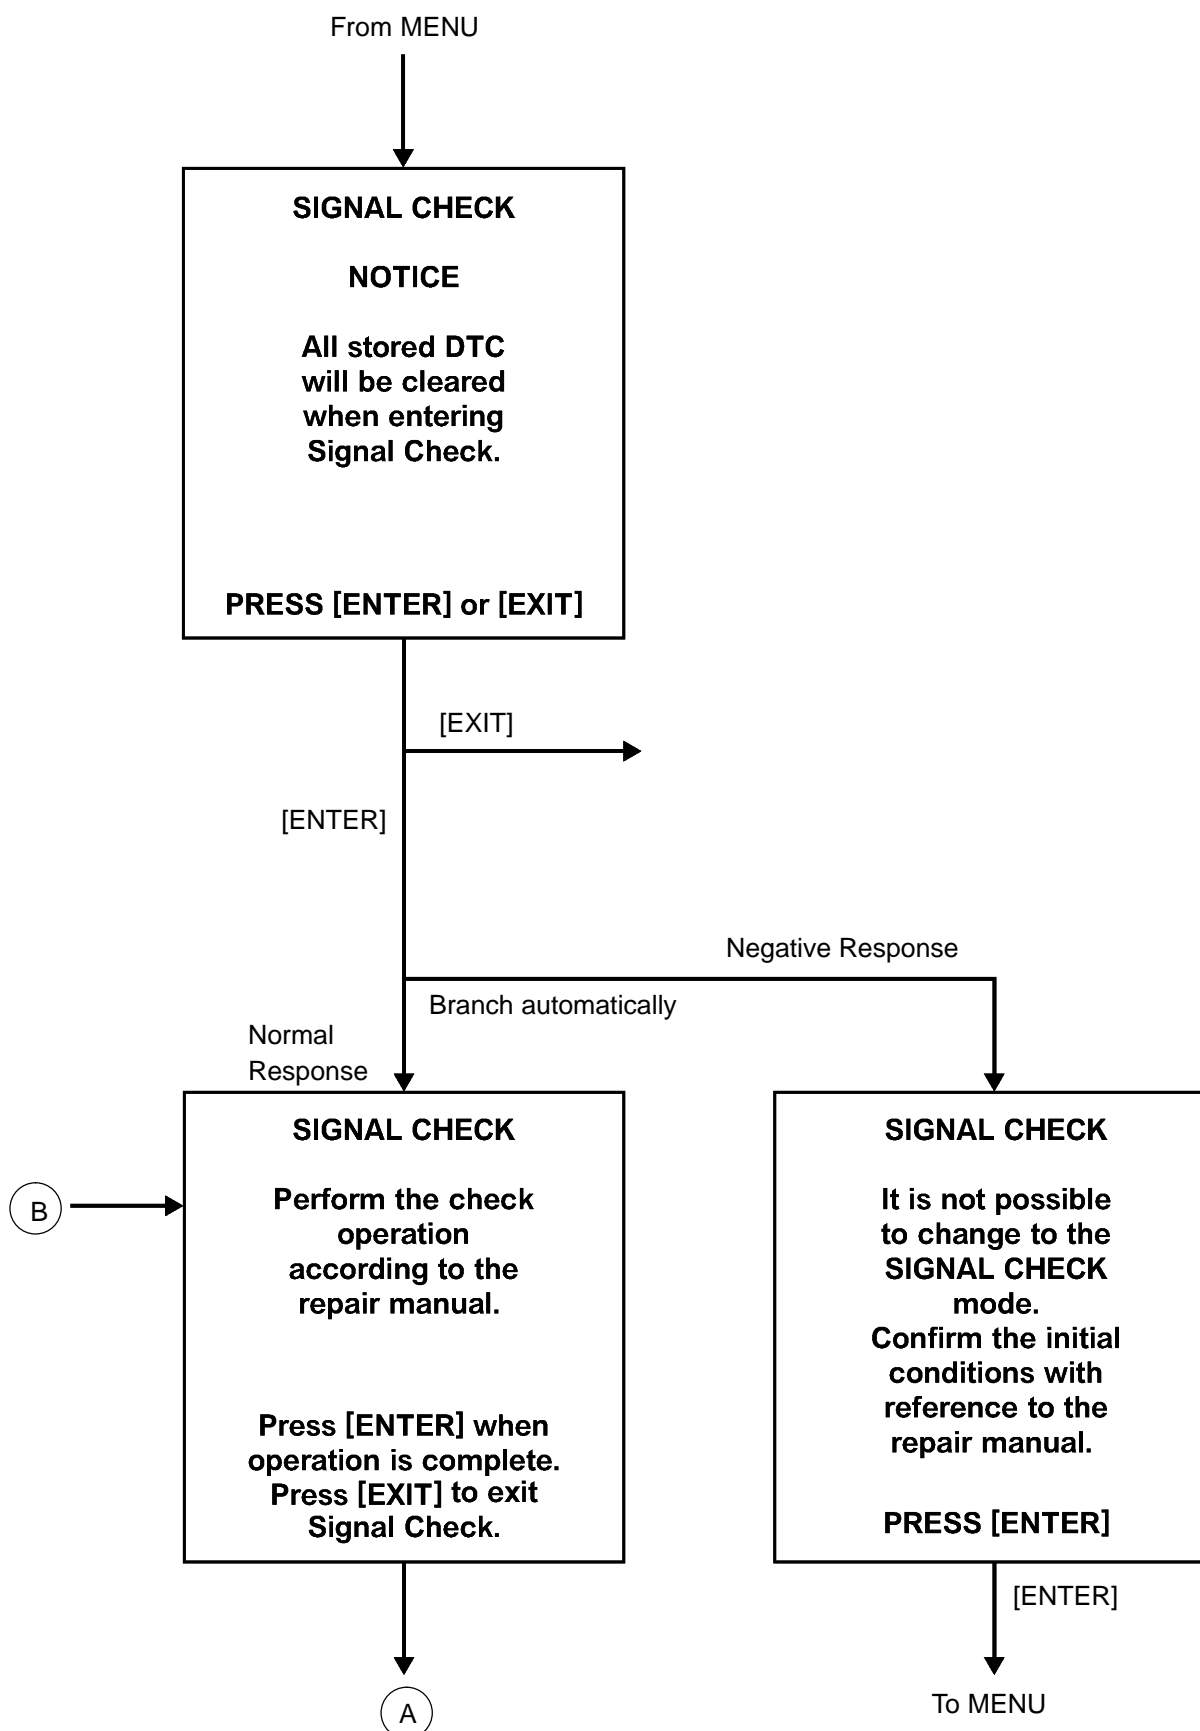 From MENU
SIGNAL CHECK
NOTICE
All stored DTC
will be cleared
when entering
Signal Check.
PRESS [ENTER] or [EXIT]
[EXIT]
[ENTER]
Negative Response
Branch automatically
Normal
Response
SIGNAL CHECK
Perform the check
operation
according to the
repair manual.
Press [ENTER] when
operation is complete.
Press [EXIT] to exit
Signal Check.
B
A
SIGNAL CHECK
It is not possible
to change to the
SIGNAL CHECK
mode.
Confirm the initial
conditions with
reference to the
repair manual.
PRESS [ENTER]
[ENTER]
To MENU